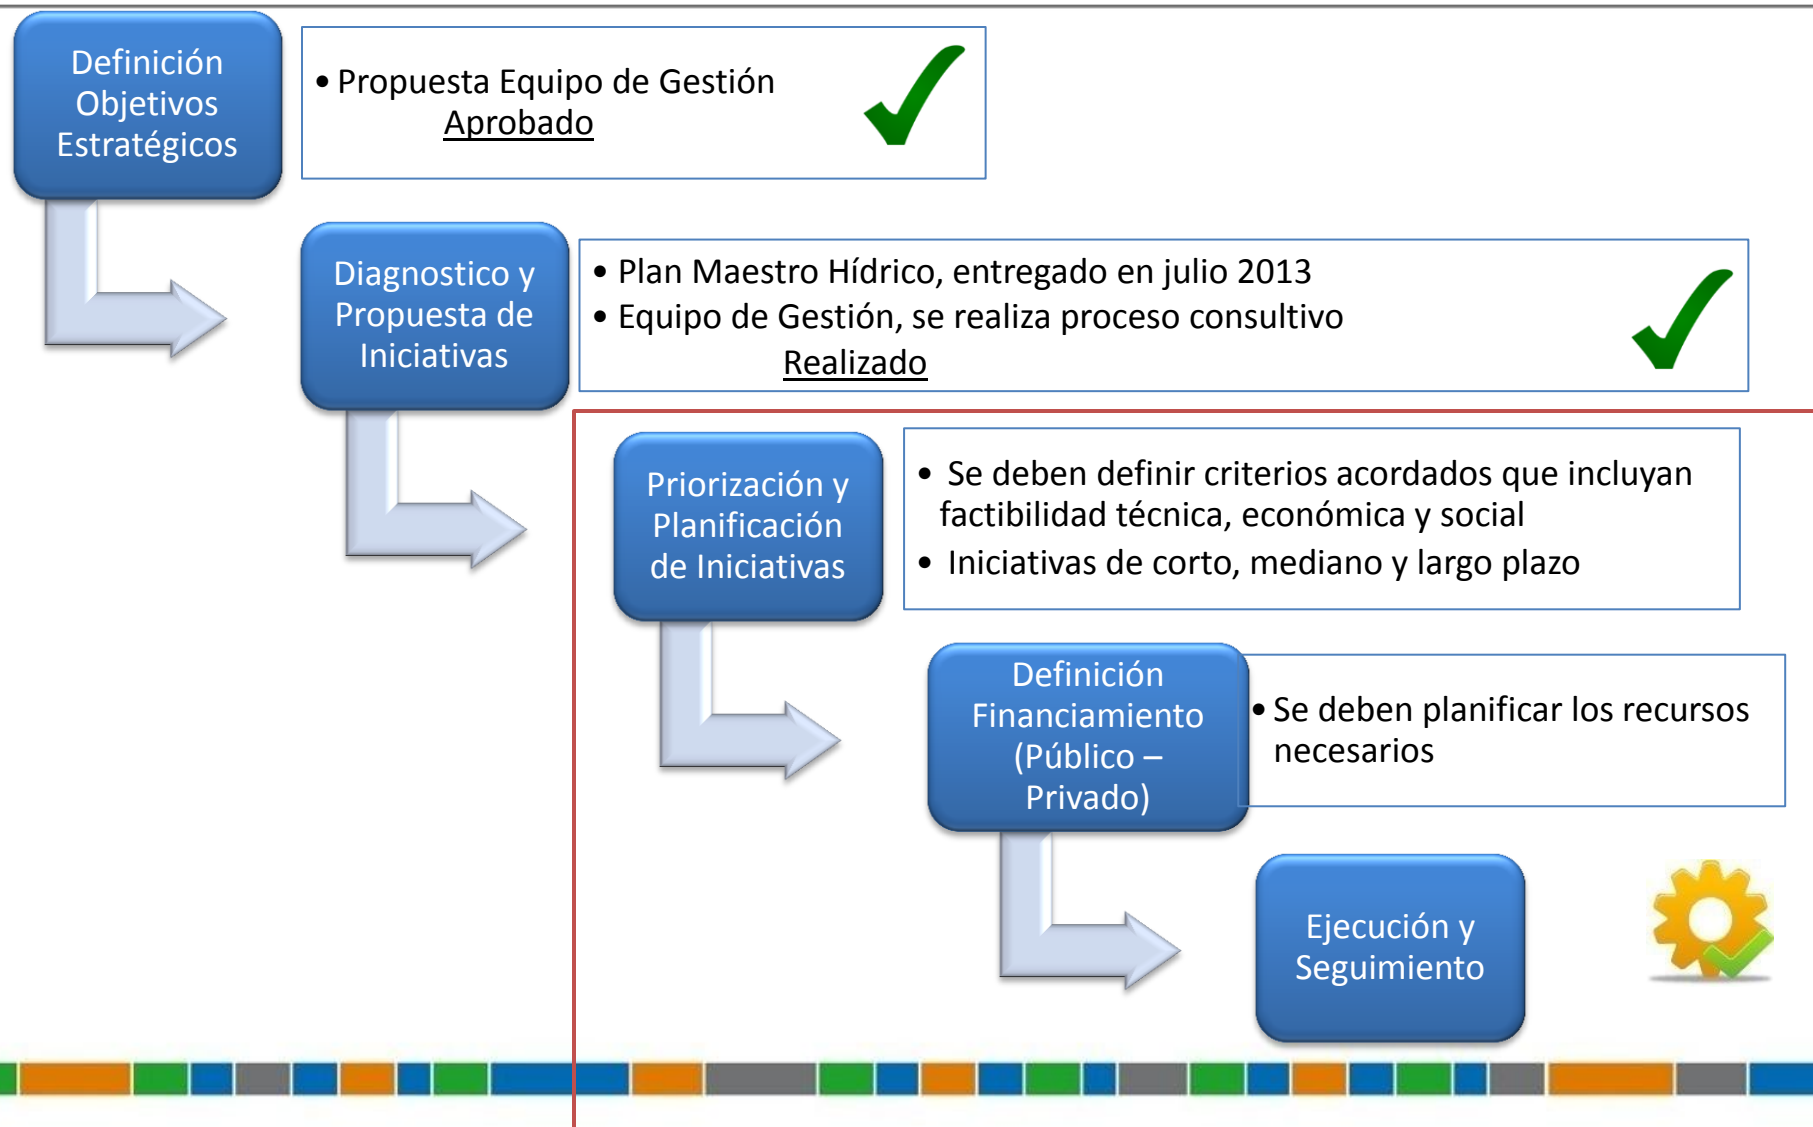 Definición
Objetivos
Estratégicos
• Propuesta Equipo de Gestión
Aprobado
Diagnostico y
Propuesta de
Iniciativas
• Plan Maestro Hídrico, entregado en julio 2013
• Equipo de Gestión, se realiza proceso consultivo
Realizado
Priorización y
Planificación
de Iniciativas
• Se deben definir criterios acordados que incluyan
factibilidad técnica, económica y social
• Iniciativas de corto, mediano y largo plazo
Definición
Financiamiento
(Público –
Privado)
• Se deben planificar los recursos
necesarios
Ejecución y
Seguimiento